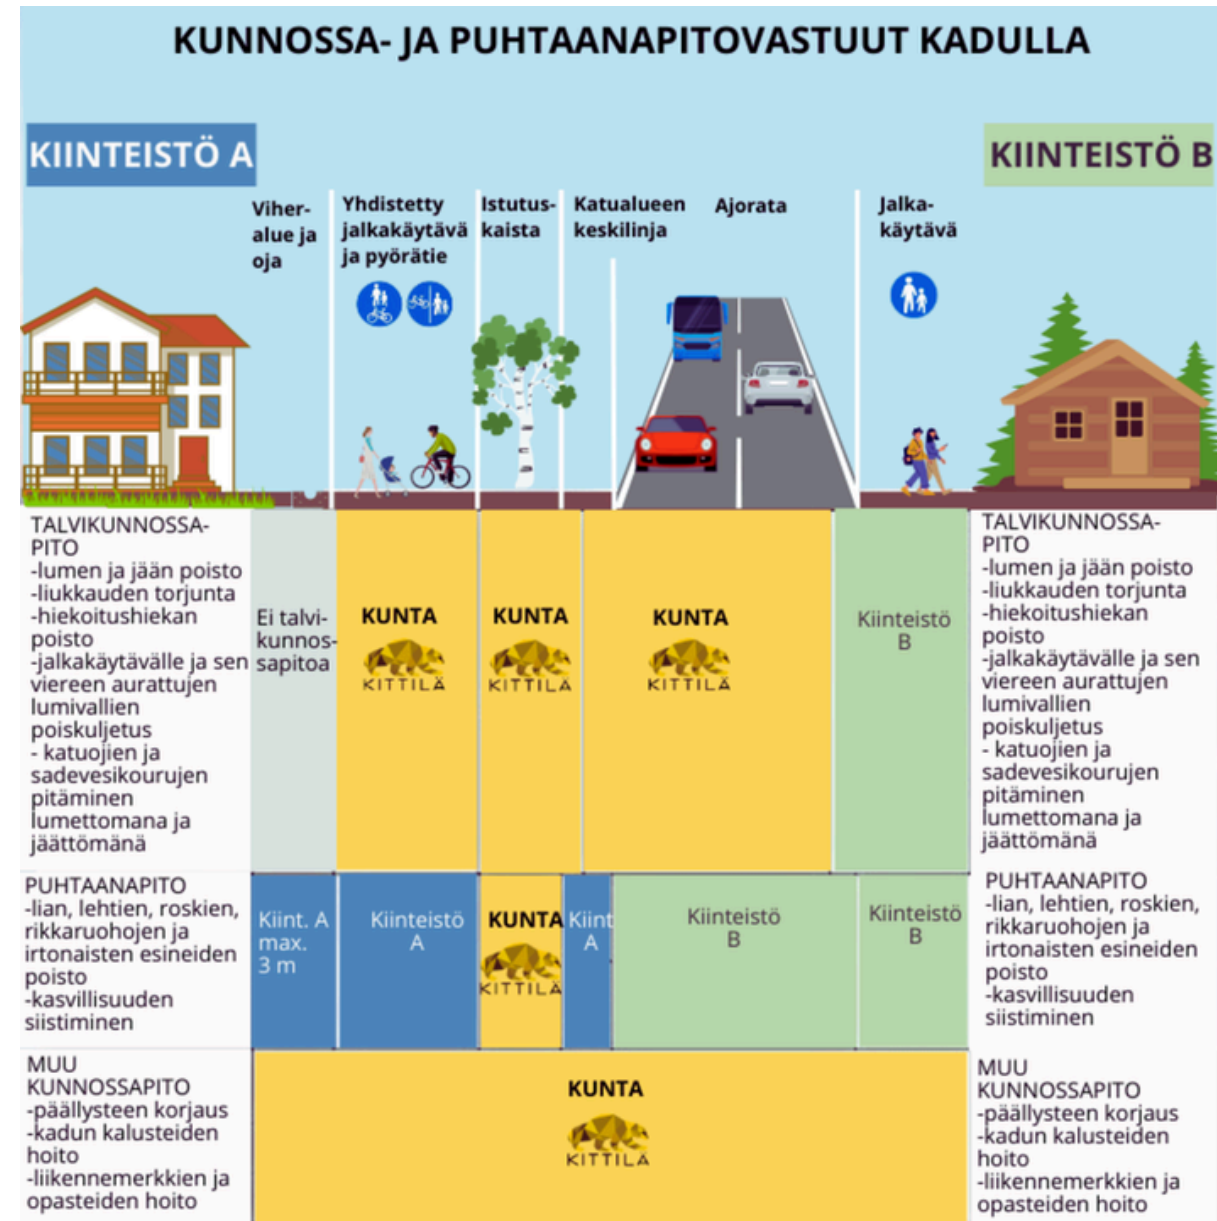 KUNNOSSA- JA PUHTAANAPITOVASTUUT KADULLA
KIINTEISTÖ A
KIINTEISTÖ B
Viher-
alue ja
oja
Yhdistetty
jalkakäytävä
ja pyörätie
Istutus-
kaista
Katualueen
keskilinja
Ajorata
Jalka-
käytävä
TALVIKUNNOSSA-
PITO
-lumen ja jään poisto
-liukkauden torjunta
-hiekoitushiekan
poisto
-jalkakäytävälle ja sen
viereen aurattujen
lumivallien
poiskuljetus
- katuojien ja
sadevesikourujen
pitäminen
lumettomana ja
jäättömänä
Ei talvi-
kunnos-
sapitoa
KUNTA
KITTILÄ
KUNTA
KITTILÄ
KUNTA
KITTILÄ
Kiinteistö
B
TALVIKUNNOSSA-
PITO
-lumen ja jään poisto
-liukkauden torjunta
-hiekoitushiekan
poisto
-jalkakäytävälle ja sen
viereen aurattujen
lumivallien
poiskuljetus
- katuojien ja
sadevesikourujen
pitäminen
lumettomana ja
jäättömänä
PUHTAANAPITO
-lian, lehtien, roskien,
rikkaruohojen ja
irtonaisten esineiden
poisto
-kasvillisuuden
siistiminen
Kiint. A
max.
3 m
Kiinteistö
A
KUNTA
KITTILÄ
Kiint
A
Kiinteistö
B
Kiinteistö
B
PUHTAANAPITO
-lian, lehtien, roskien,
rikkaruohojen ja
irtonaisten esineiden
poisto
-kasvillisuuden
siistiminen
MUU
KUNNOSSAPITO
-päällysteen korjaus
-kadun kalusteiden
hoito
-liikennemerkkien ja
opasteiden hoito
KUNTA
KITTILÄ
MUU
KUNNOSSAPITO
-päällysteen korjaus
-kadun kalusteiden
hoito
-liikennemerkkien ja
opasteiden hoito